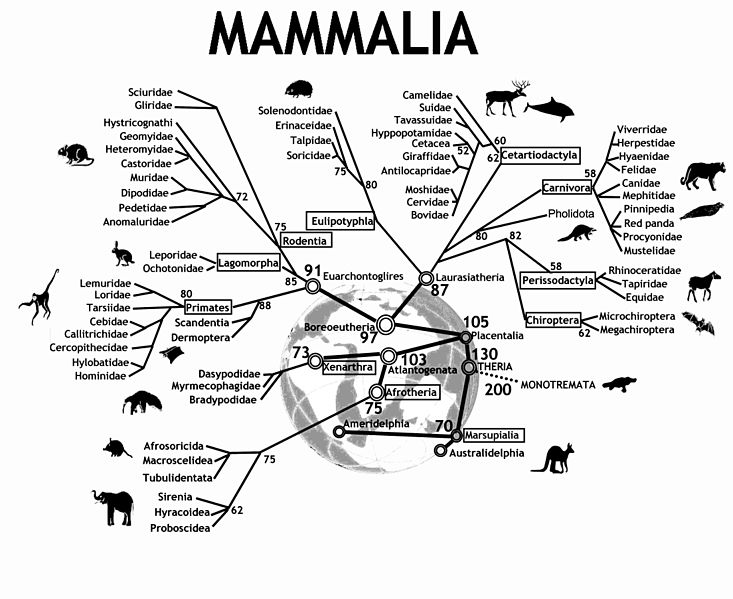 MAMMALIA
Sciuridae
Gliridae
Hystricognathi
Geomyidae
Heteromyidae
Castoridae
Muridae
Dipodidae
Pedetidae
Anomaluridae
72
75
Rodentia
Leporidae
Ochotonidae
Lagomorpha
85
91
Euarchontoglires
Solenodontidae
Erinaceidae
Talpidae
Soricidae
75
80
Eulipotyphla
Camelidae
Suidae
Tavassuidae
Hyppopotamidae
Cetacea
Giraffidae
Antilocapridae
Moshidae
Cervidae
Bovidae
52
60
62
Cetartiodactyla
Viverridae
Herpestidae
Hyaenidae
Felidae
Canidae
Mephitidae
Pinnipedia
Red panda
Procyonidae
Mustelidae
58
Carnivora
Pholidota
80
82
58
Perissodactyla
Rhinoceratidae
Tapiridae
Equidae
Chiroptera
62
Microchiroptera
Megachiroptera
Laurasiatheria
87
Lemuridae
Loridae
Tarsiidae
Cebidae
Callitrichidae
Cercopithecidae
Hylobatidae
Hominidae
80
Primates
Scandentia
Dermoptera
88
Boreoeutheria
97
105
Placentalia
73
Xenarthra
103
Atlantogenata
130
THERIA
200
MONOTREMATA
Dasypodidae
Myrmecophagidae
Bradypodidae
75
Afrotheria
Ameridelphia
70
Marsupialia
Australidelphia
Afrosoricida
Macroscelidea
Tubulidentata
75
Sirenia
Hyracoidea
Proboscidea
62